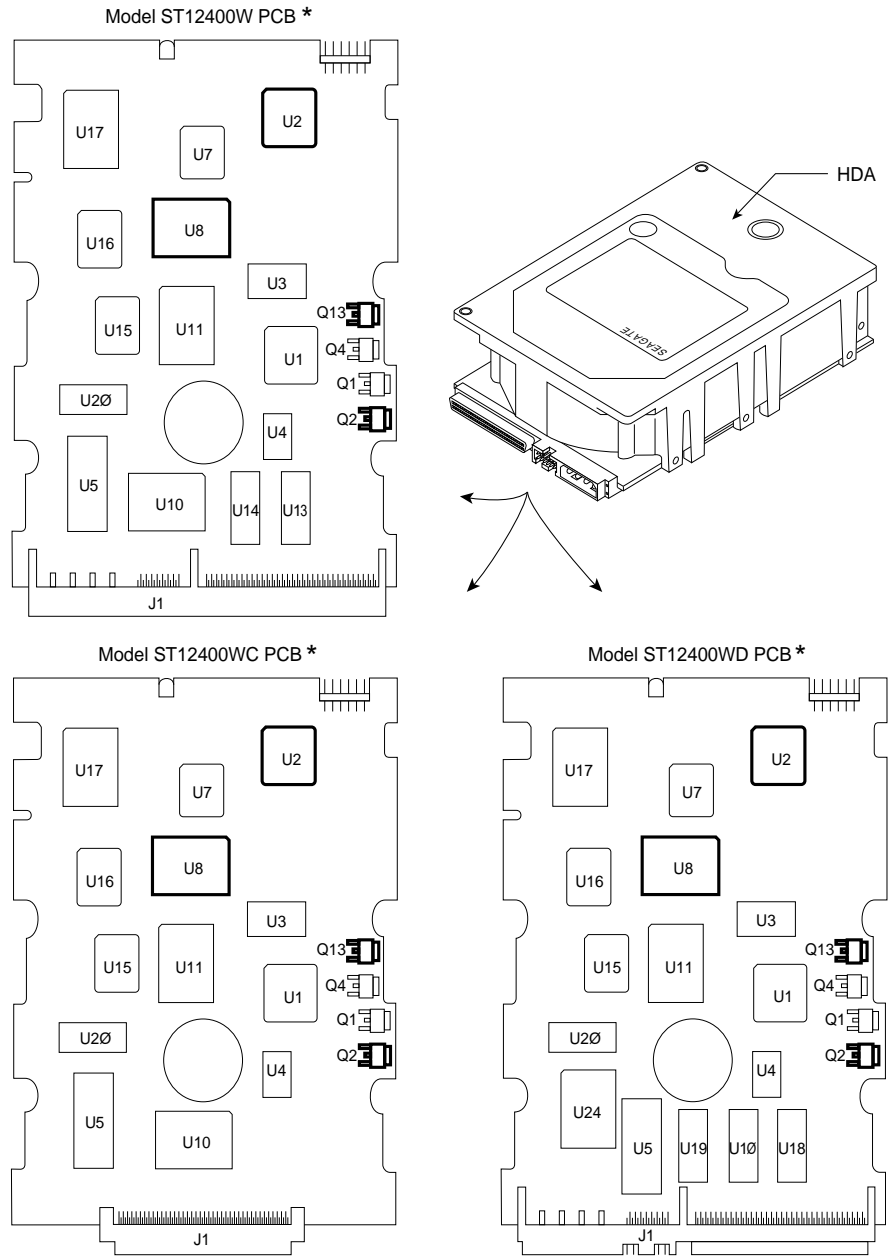 Model ST12400W PCB *
U17
U2
U7
U8
U16
U3
Q13
U15
U11
Q4
U1
Q1
U2Ø
Q2
U4
U5
U10
U14
U13
J1
HDA
SEAGATE
Model ST12400WC PCB *
U17
U2
U7
U8
U16
U3
Q13
U15
U11
Q4
U1
Q1
U2Ø
Q2
U4
U5
U10
J1
Model ST12400WD PCB *
U17
U2
U7
U8
U16
U3
Q13
U15
U11
Q4
U1
Q1
U2Ø
Q2
U4
U24
U5
U19
U1Ø
U18
J1